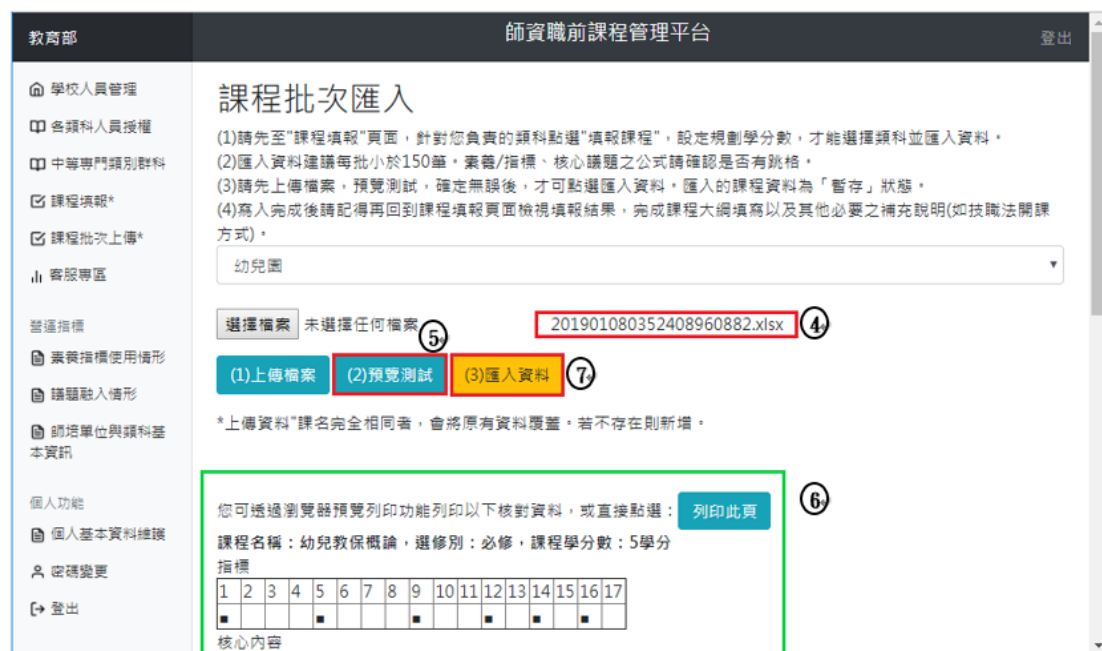 教育部
師資職前課程管理平台
登出
學校人員管理
各類科人員授權
中等專門類別群科
課程填報*
課程批次上傳*
客服專區
營運指標
素養指標使用情形
議題融入情形
師培單位與類科基
本資訊
個人功能
個人基本資料維護
密碼變更
登出
課程批次匯入
(1)請先至"課程填報"頁面，針對您負責的類科點選"填報課程"，設定規劃學分數，才能選擇類科並匯入資料。
(2)匯入資料建議每批小於150筆。素養/指標、核心議題之公式請確認是否有跳格。
(3)請先上傳檔案，預覽測試，確定無誤後，才可點選匯入資料。匯入的課程資料為「暫存」狀態。
(4)寫入完成後請記得再回到課程填報頁面檢視填報結果，完成課程大綱填寫以及其他必要之補充說明(如技職法開課
方式)。
幼兒園
選擇檔案 未選擇任何檔案
201901080352408960882.xlsx
④
⑤
(1)上傳檔案 (2)預覽測試 (3)匯入資料 ⑦
*上傳資料"課名完全相同者，會將原有資料覆蓋。若不存在則新增。
您可透過瀏覽器預覽列印功能列印以下核對資料，或直接點選： 列印此頁
⑥
課程名稱：幼兒教保概論，選修別：必修，課程學分數：5學分
指標
1 2 3 4 5 6 7 8 9 10 11 12 13 14 15 16 17
■ ■ ■ ■ ■ ■
核心內容